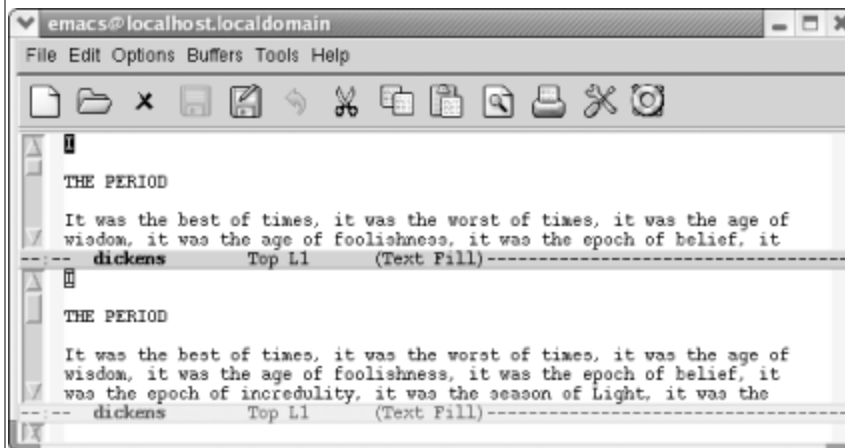 emacs@localhost.localdomain
File Edit Options Buffers Tools Help
I
THE PERIOD
It was the best of times, it was the worst of times, it was the age of
wisdom, it was the age of foolishness, it was the epoch of belief, it
--:-- dickens Top L1 (Text Fill)----------------------------------
I
THE PERIOD
It was the best of times, it was the worst of times, it was the age of
wisdom, it was the age of foolishness, it was the epoch of belief, it
was the epoch of incredulity, it was the season of Light, it was the
--:-- dickens Top L1 (Text Fill)----------------------------------